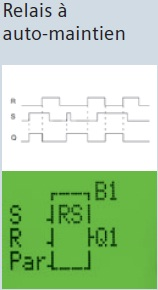 Relais à
auto-maintien
R
S
Q
B1
S RS
R Q1
Par